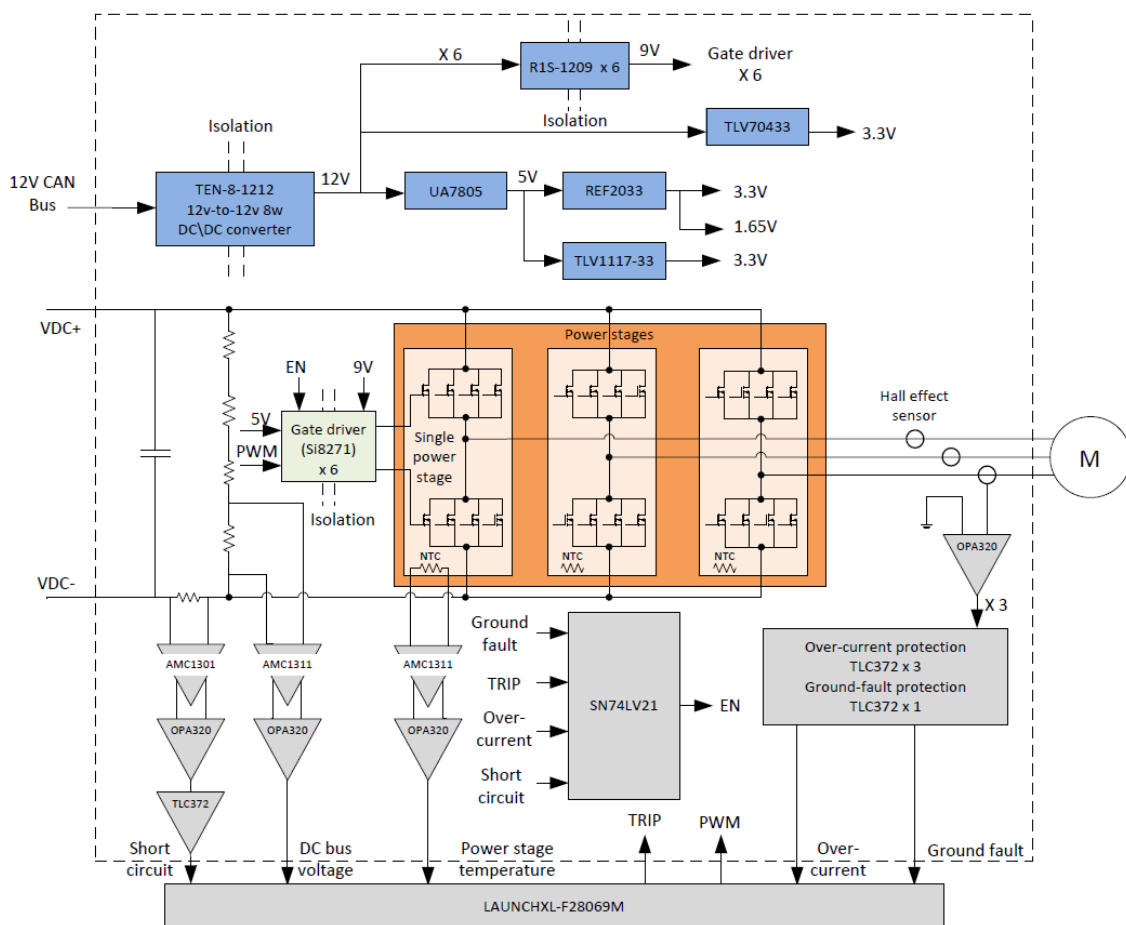 X 6
R1S-1209 x 6
9V
Gate driver
X 6
Isolation
Isolation
TLV70433
3.3V
12V CAN
Bus
TEN-8-1212
12v-to-12v 8w
DC\DC converter
12V
UA7805
5V
REF2033
3.3V
1.65V
TLV1117-33
3.3V
VDC+
Power stages
EN
9V
5V
PWM
Gate driver
(Si8271)
x 6
Isolation
Single
power
stage
Hall effect
sensor
M
NTC
NTC
NTC
VDC-
OPA320
X 3
AMC1301
AMC1311
AMC1311
OPA320
OPA320
OPA320
TLC372
Ground
fault
TRIP
Over-
current
Short
circuit
SN74LV21
EN
Over-current protection
TLC372 x 3
Ground-fault protection
TLC372 x 1
Short
circuit
DC bus
voltage
Power stage
temperature
TRIP
PWM
Over-
current
Ground fault
LAUNCHXL-F28069M